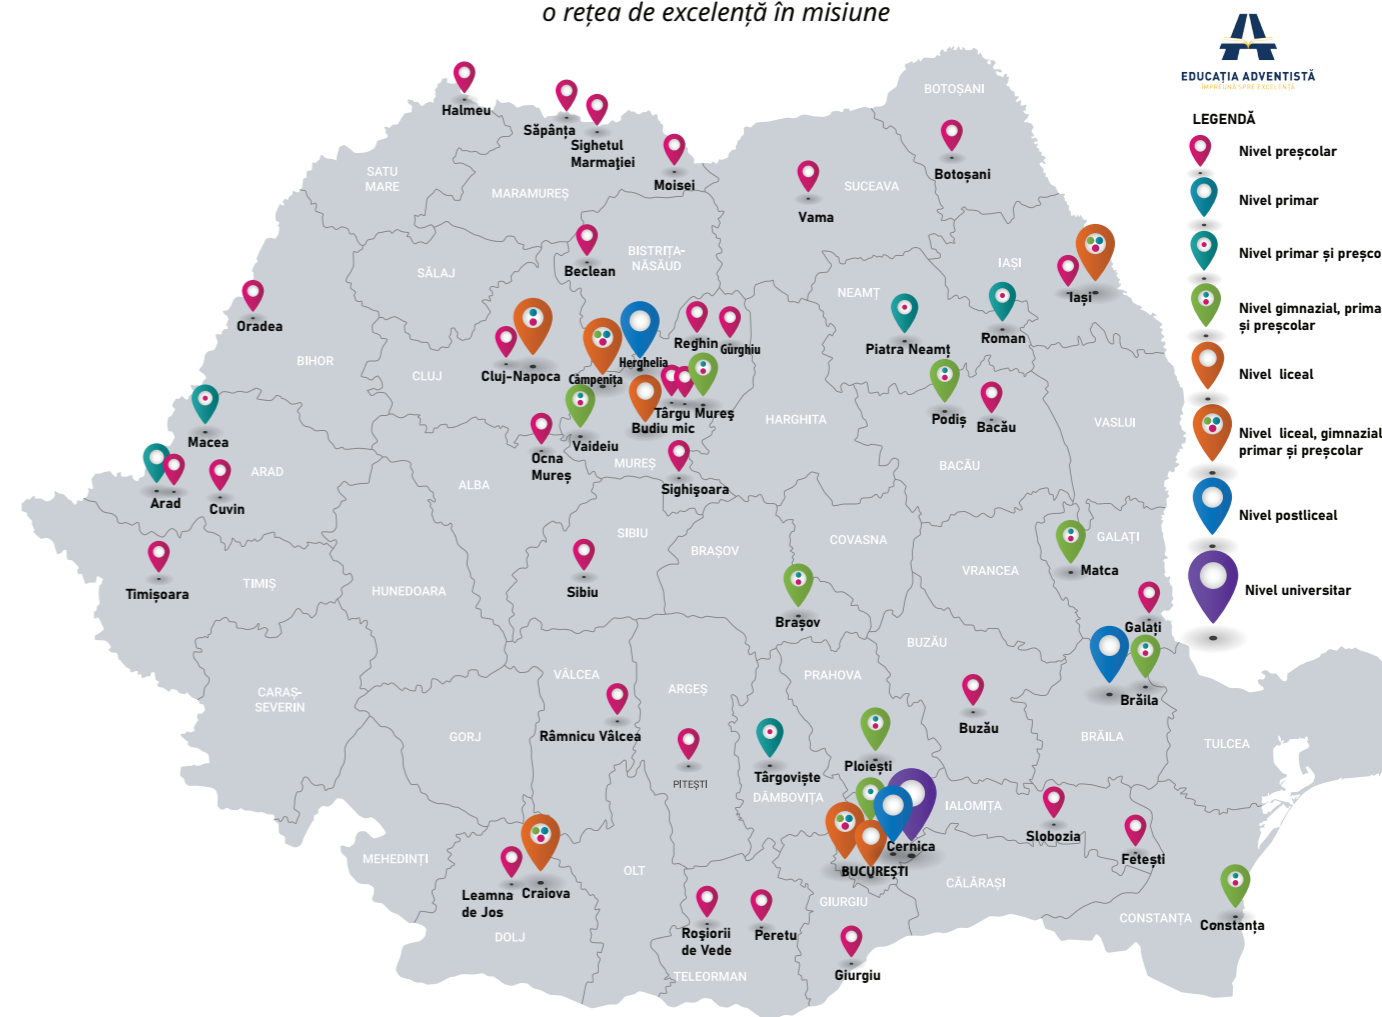 o rețea de excelență în misiune
EDUCAȚIA ADVENTISTĂ
ÎMPREUNĂ SPRE EXCELENȚĂ
LEGENDĂ
Nivel preșcolar
Nivel primar
Nivel primar și preșco
Nivel gimnazial, prima
și preșcolar
Nivel liceal
Nivel liceal, gimnazial
primar și preșcolar
Nivel postliceal
Nivel universitar
BOTOȘANI
Halmeu
Săpânța
Sighetul
Marmației
Moisei
Botoșani
SATU
MARE
MARAMUREȘ
SUCEAVA
Vama
BISTRIȚA-
NĂSĂUD
Beclean
SĂLAJ
IAȘI
Iași
NEAMȚ
Oradea
BIHOR
CLUJ
Cluj-Napoca
Câmpenița
Herghelia
Reghin
Gurghiu
Piatra Neamț
Roman
Târgu Mureș
Budiu mic
HARGHITA
Podiș
Bacău
VASLUI
Macea
Vaideiu
Ocna
Mureș
MUREȘ
Sighișoara
BACĂU
ARAD
Arad
Cuvin
ALBA
SIBIU
BRAȘOV
COVASNA
GALAȚI
Matca
VRANCEA
Timișoara
TIMIȘ
HUNEDOARA
Sibiu
Brașov
Galați
BUZĂU
VÂLCEA
ARGEȘ
PRAHOVA
CARAȘ-
SEVERIN
Brăila
GORJ
Râmnicu Vâlcea
Buzău
BRĂILA
TULCEA
Ploiești
Târgoviște
PITEȘTI
DÂMBOVIȚA
IALOMIȚA
Slobozia
Cernica
Fetești
MEHEDINȚI
BUCUREȘTI
OLT
CĂLĂRAȘI
Leamna
de Jos
Craiova
GIURGIU
CONSTANȚA
Constanța
DOLJ
Roșiorii
de Vede
Peretu
TELEORMAN
Giurgiu